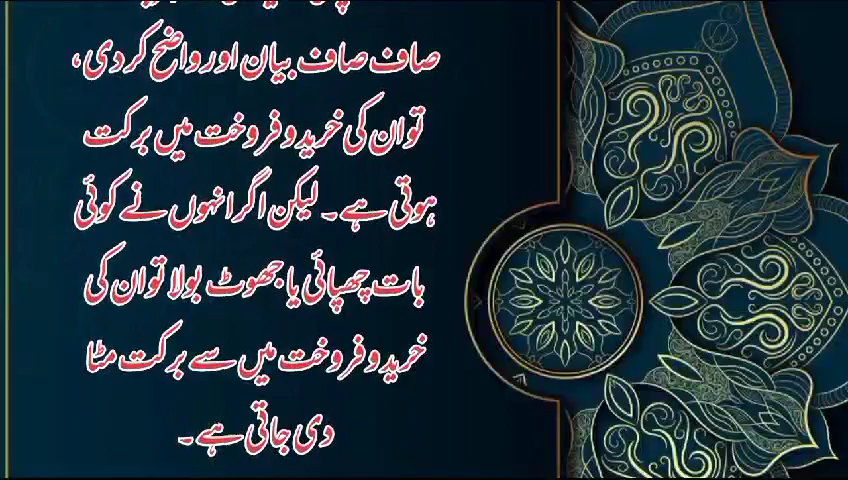 صاف صاف بیان اور واضح کر دی،
تو ان کی خرید و فروخت میں برکت
ہوتی ہے۔ لیکن اگر انہوں نے کوئی
بات چھپائی یا جھوٹ بولا تو ان کی
خرید و فروخت میں سے برکت مٹا
دی جاتی ہے۔